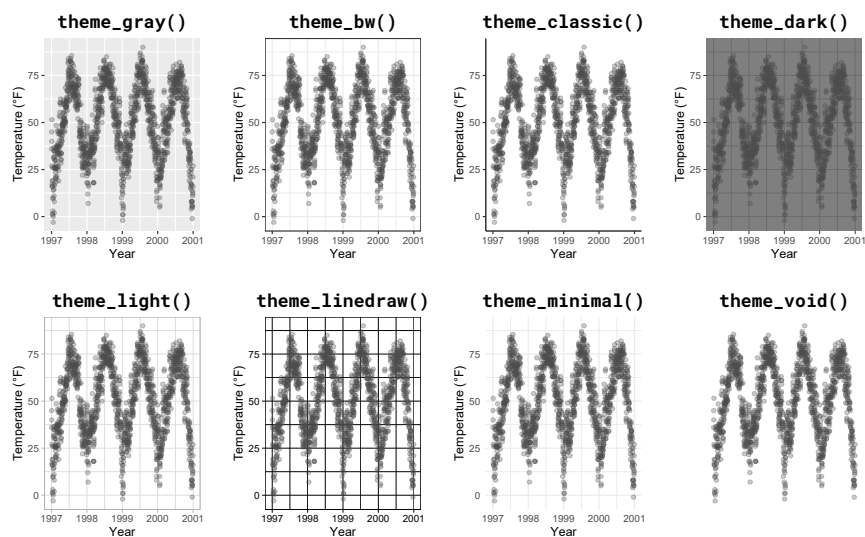 theme_gray()
Temperature (°F)
75
50
25
0
1997 1998 1999 2000 2001
Year
theme_bw()
Temperature (°F)
75
50
25
0
1997 1998 1999 2000 2001
Year
theme_classic()
Temperature (°F)
75
50
25
0
1997 1998 1999 2000 2001
Year
theme_dark()
Temperature (°F)
75
50
25
0
1997 1998 1999 2000 2001
Year
theme_light()
Temperature (°F)
75
50
25
0
1997 1998 1999 2000 2001
Year
theme_linedraw()
Temperature (°F)
75
50
25
0
1997 1998 1999 2000 2001
Year
theme_minimal()
Temperature (°F)
75
50
25
0
1997 1998 1999 2000 2001
Year
theme_void()